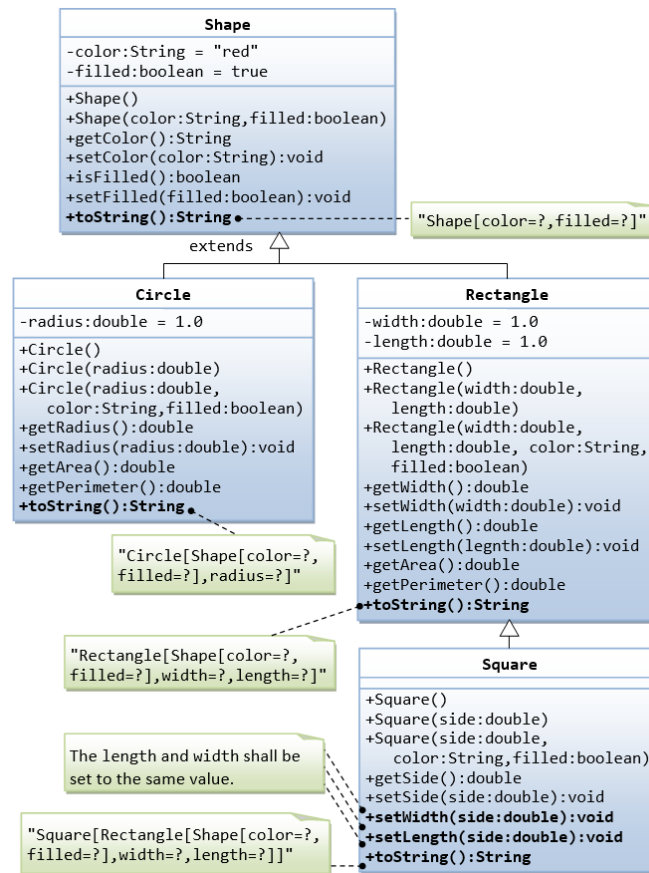 Shape
-color:String = "red"
-filled:boolean = true
+Shape()
+Shape(color:String,filled:boolean)
+getColor():String
+setColor(color:String):void
+isFilled():boolean
+setFilled(filled:boolean):void
+toString():String
"Shape[color=?,filled=?]"
extends
Circle
-radius:double = 1.0
+Circle()
+Circle(radius:double)
+Circle(radius:double,
color:String,filled:boolean)
+getRadius():double
+setRadius(radius:double):void
+getArea():double
+getPerimeter():double
+toString():String
"Circle[Shape[color=?,
filled=?],radius=?]"
Rectangle
-width:double = 1.0
-length:double = 1.0
+Rectangle()
+Rectangle(width:double,
length:double)
+Rectangle(width:double,
length:double, color:String,
filled:boolean)
+getWidth():double
+setWidth(width:double):void
+getLength():double
+setLength(legnth:double):void
+getArea():double
+getPerimeter():double
+toString():String
"Rectangle[Shape[color=?,
filled=?],width=?,length=?]"
Square
+Square()
+Square(side:double)
+Square(side:double,
color:String,filled:boolean)
+getSide():double
+setSide(side:double):void
+setWidth(side:double):void
+setLength(side:double):void
+toString():String
The length and width shall be
set to the same value.
"Square[Rectangle[Shape[color=?,
filled=?],width=?,length=?]]"